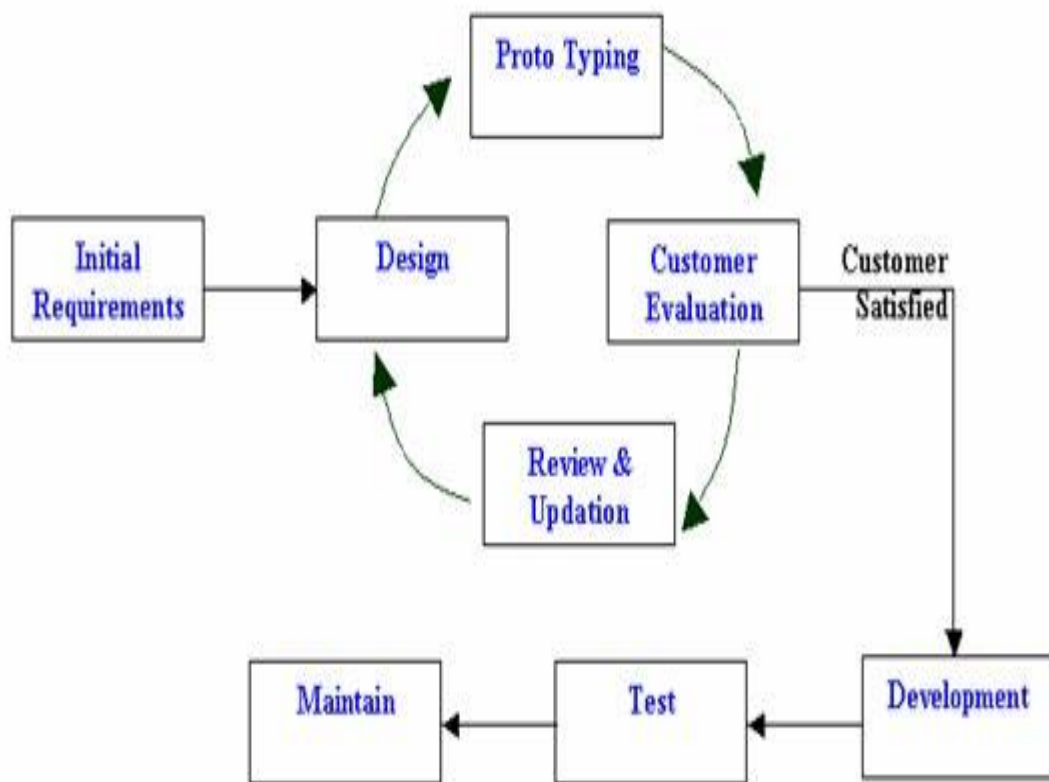 Proto Typing
Initial
Requirements
Design
Customer
Evaluation
Customer
Satisfied
Review &
Updation
Maintain
Test
Development